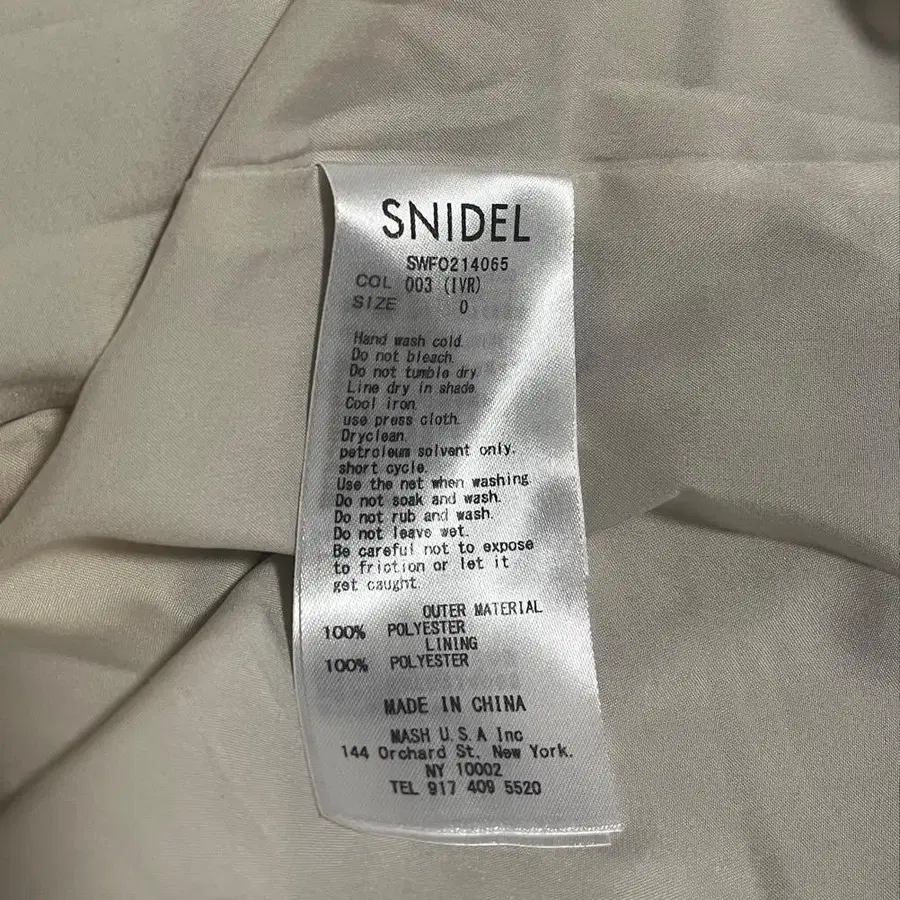 SNIDEL
SWFO214065
COL 003 (IVR)
SIZE 0
Hand wash cold.
Do not bleach.
Do not tumble dry
Line dry in shade.
Cool iron.
use press cloth.
Dryclean.
petroleum solvent only.
short cycle.
Use the net when washing
Do not soak and wash.
Do not rub and wash.
Do not leave wet.
Be careful not to expose
to friction or let it
get caught.
OUTER MATERIAL
100% POLYESTER
LINING
100% POLYESTER
MADE IN CHINA
MASH U.S.A Inc
144 Orchard St. New York.
NY 10002
TEL 917 409 5520